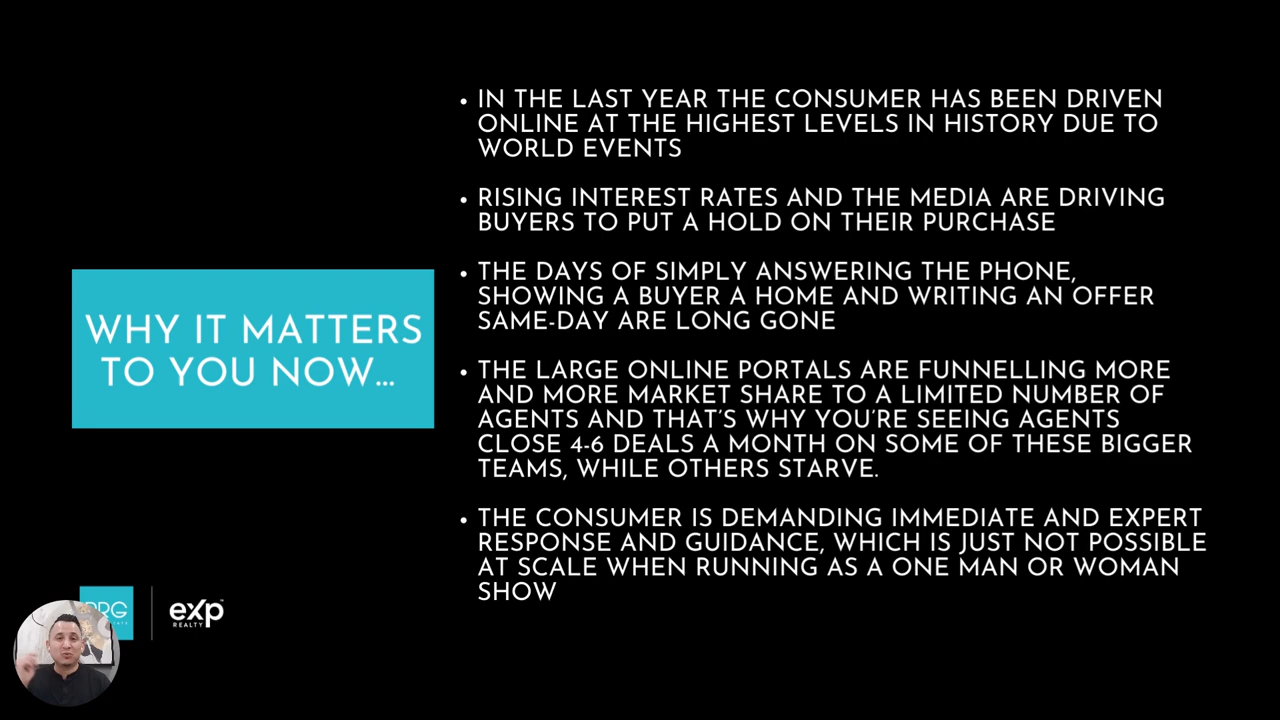 WHY IT MATTERS
TO YOU NOW...
• IN THE LAST YEAR THE CONSUMER HAS BEEN DRIVEN
ONLINE AT THE HIGHEST LEVELS IN HISTORY DUE TO
WORLD EVENTS
• RISING INTEREST RATES AND THE MEDIA ARE DRIVING
BUYERS TO PUT A HOLD ON THEIR PURCHASE
• THE DAYS OF SIMPLY ANSWERING THE PHONE,
SHOWING A BUYER A HOME AND WRITING AN OFFER
SAME-DAY ARE LONG GONE
• THE LARGE ONLINE PORTALS ARE FUNNELLING MORE
AND MORE MARKET SHARE TO A LIMITED NUMBER OF
AGENTS AND THAT'S WHY YOU'RE SEEING AGENTS
CLOSE 4-6 DEALS A MONTH ON SOME OF THESE BIGGER
TEAMS, WHILE OTHERS STARVE.
• THE CONSUMER IS DEMANDING IMMEDIATE AND EXPERT
RESPONSE AND GUIDANCE, WHICH IS JUST NOT POSSIBLE
AT SCALE WHEN RUNNING AS A ONE MAN OR WOMAN
SHOW
eXp
REALTY